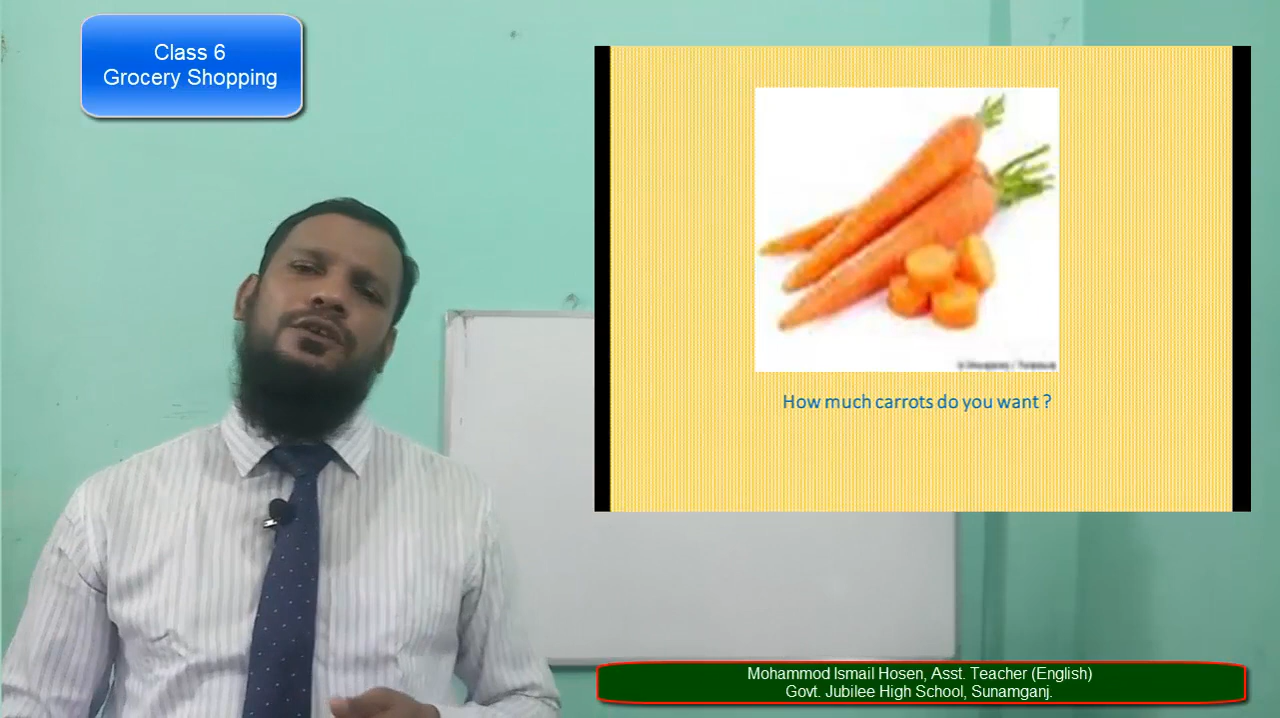 Class 6
Grocery Shopping
How much carrots do you want ?
Mohammod Ismail Hosen, Asst. Teacher (English)
Govt. Jubilee High School, Sunamganj.